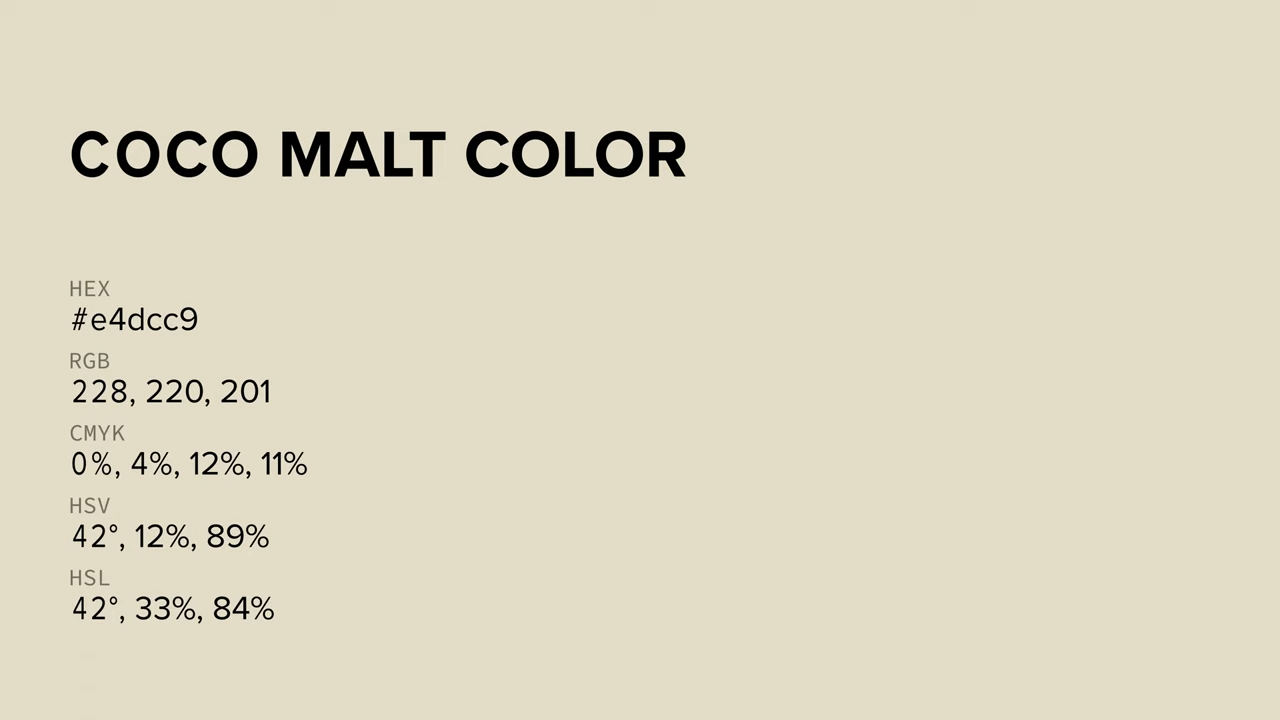 COCO MALT COLOR
HEX
#e4dcc9
RGB
228, 220, 201
CMYK
0%, 4%, 12%, 11%
HSV
42°, 12%, 89%
HSL
42°, 33%, 84%